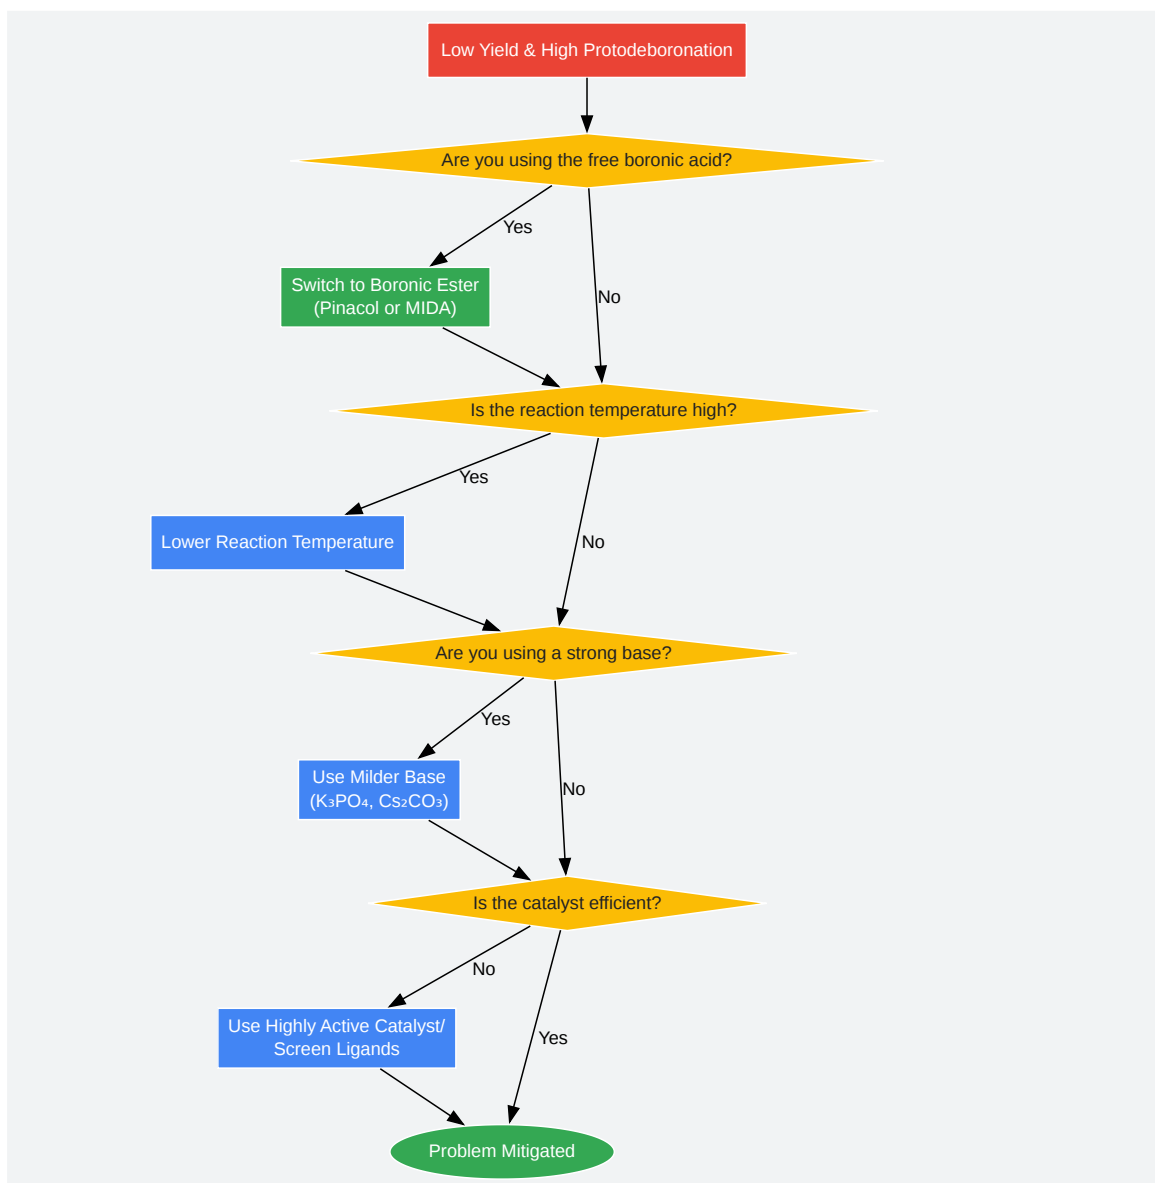 Low Yield & High Protodeboronation
Are you using the free boronic acid?
Yes
Switch to Boronic Ester
(Pinacol or MIDA)
No
Is the reaction temperature high?
Yes
Lower Reaction Temperature
No
Are you using a strong base?
Yes
Use Milder Base
(K₃PO₄, Cs₂CO₃)
No
Is the catalyst efficient?
No
Use Highly Active Catalyst/
Screen Ligands
Yes
Problem Mitigated